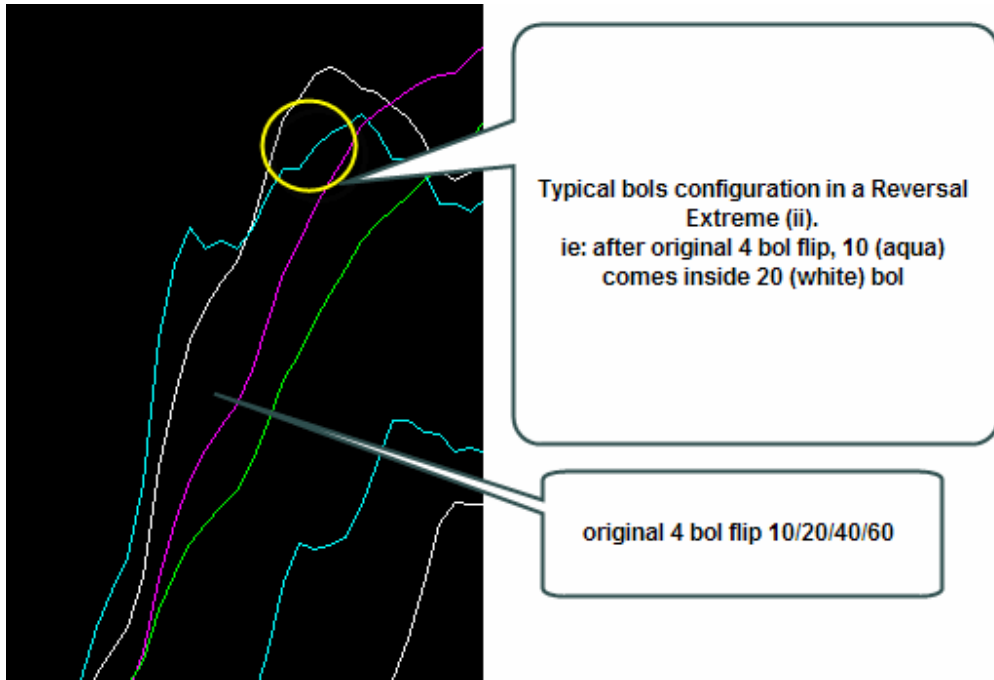 Typical bols configuration in a Reversal
Extreme (ii).
ie: after original 4 bol flip, 10 (aqua)
comes inside 20 (white) bol
original 4 bol flip 10/20/40/60